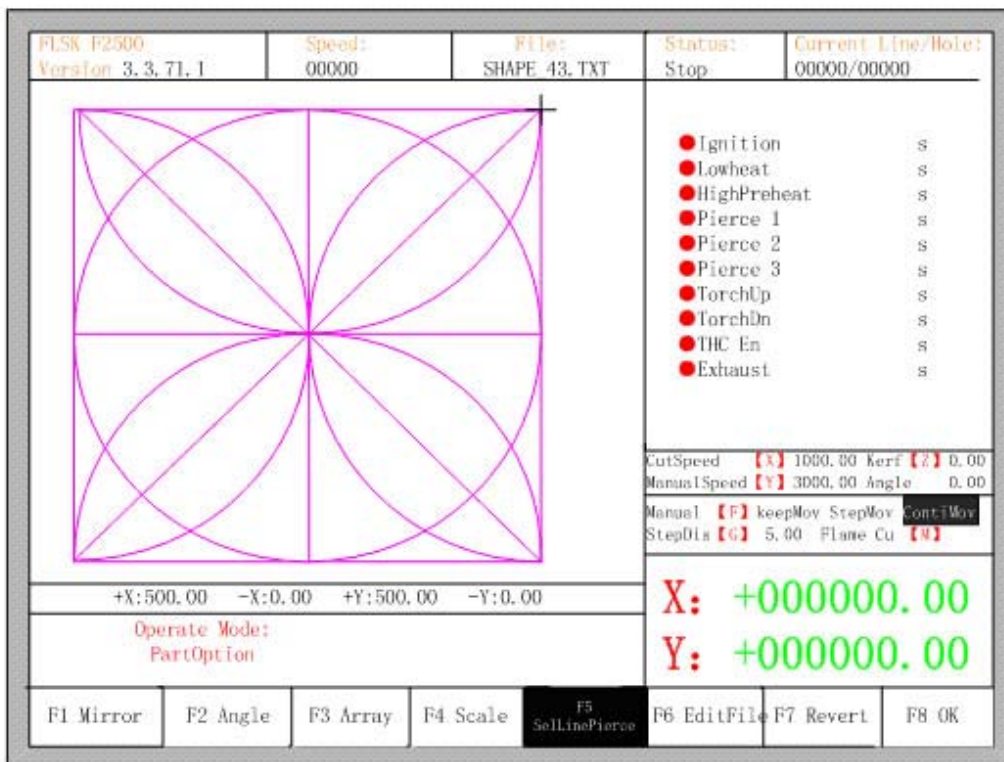 FLSK F2500
Version 3.3.71.1
Speed:
00000
File:
SHAPE 43.TXT
Status:
Stop
Current Line/Hole:
00000/00000
Ignition s
Lowheat s
HighPreheat s
Pierce 1 s
Pierce 2 s
Pierce 3 s
TorchUp s
TorchDn s
THC En s
Exhaust s
CutSpeed 【X】 1000.00 Kerf 【Z】 0.00
ManualSpeed 【Y】 3000.00 Angle 0.00
Manual 【F】 keepMov StepMov ContiMov
StepDis 【G】 5.00 Flame Cu 【M】
+X:500.00 -X:0.00 +Y:500.00 -Y:0.00
Operate Mode:
PartOption
X: +000000.00
Y: +000000.00
F1 Mirror
F2 Angle
F3 Array
F4 Scale
F5
SelLinePierce
F6 EditFile
F7 Revert
F8 OK